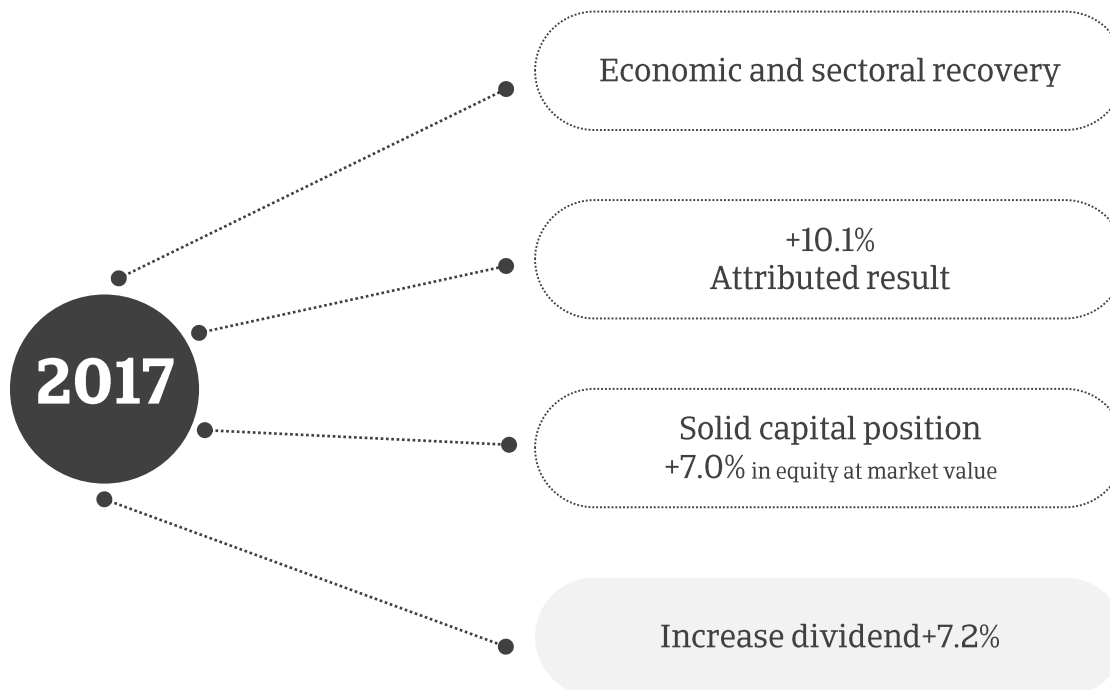 Economic and sectoral recovery
+10.1%
Attributed result
2017
Solid capital position
+7.0% in equity at market value
Increase dividend+7.2%